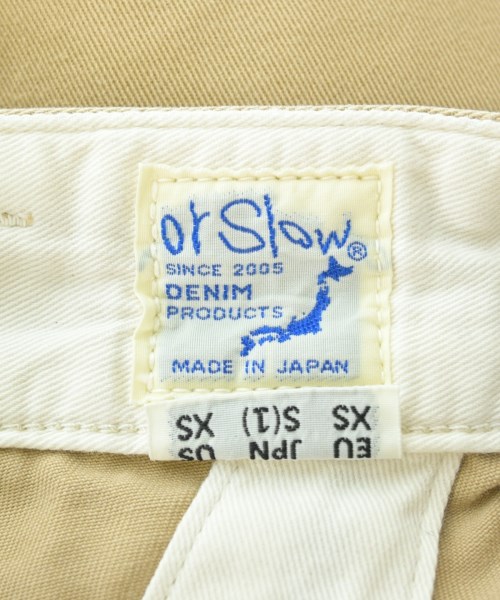 or Slow®
SINCE 2005
DENIM
PRODUCTS
MADE IN JAPAN
EU JPN US
XS S(1) XS